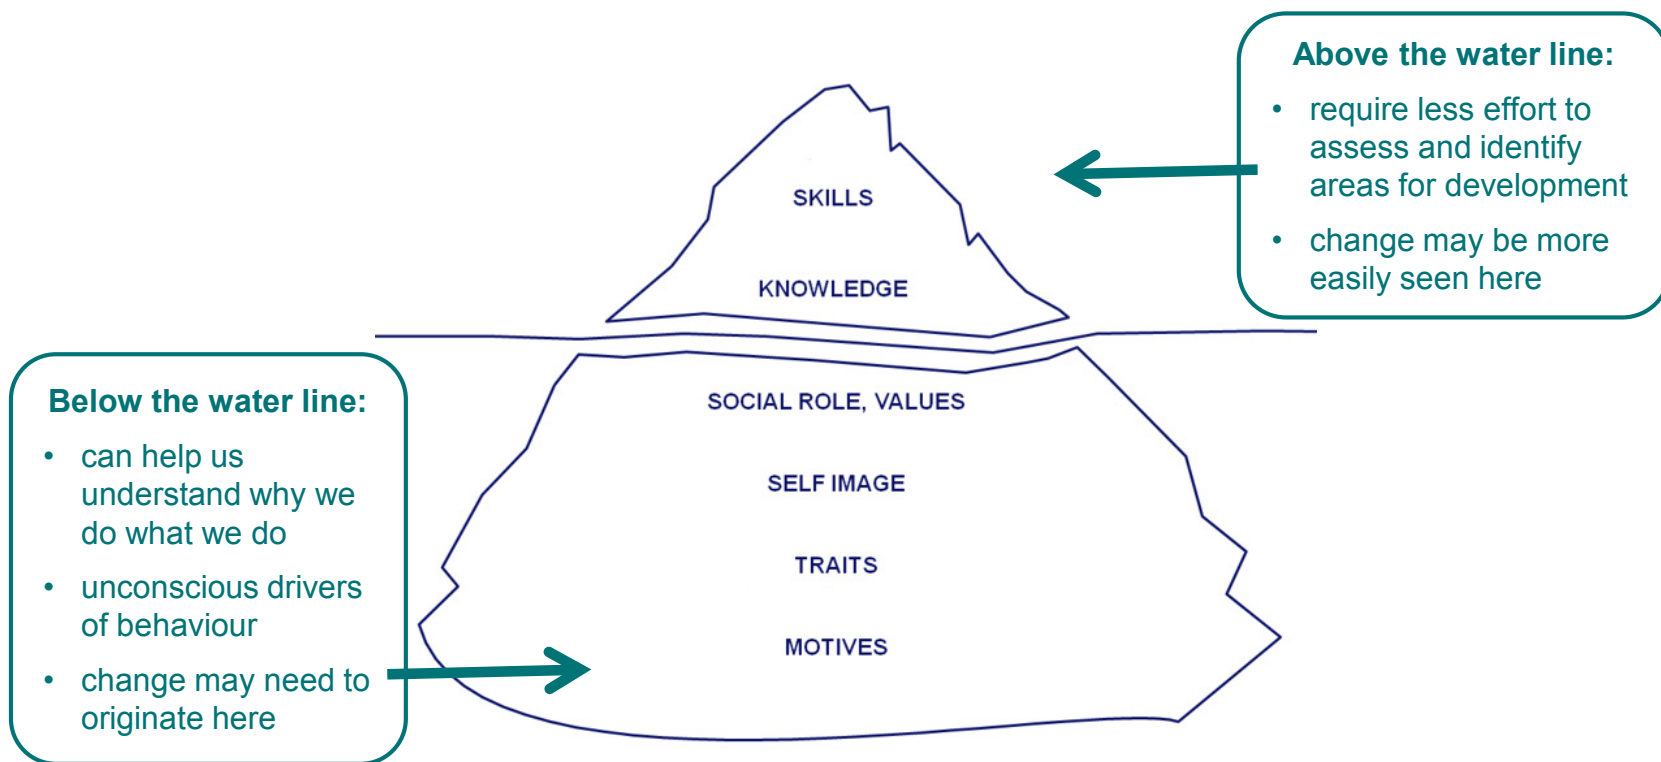 Above the water line:
• require less effort to
assess and identify
areas for development
• change may be more
easily seen here
SKILLS
KNOWLEDGE
Below the water line:
• can help us
understand why we
do what we do
• unconscious drivers
of behaviour
• change may need to
originate here
SOCIAL ROLE, VALUES
SELF IMAGE
TRAITS
MOTIVES